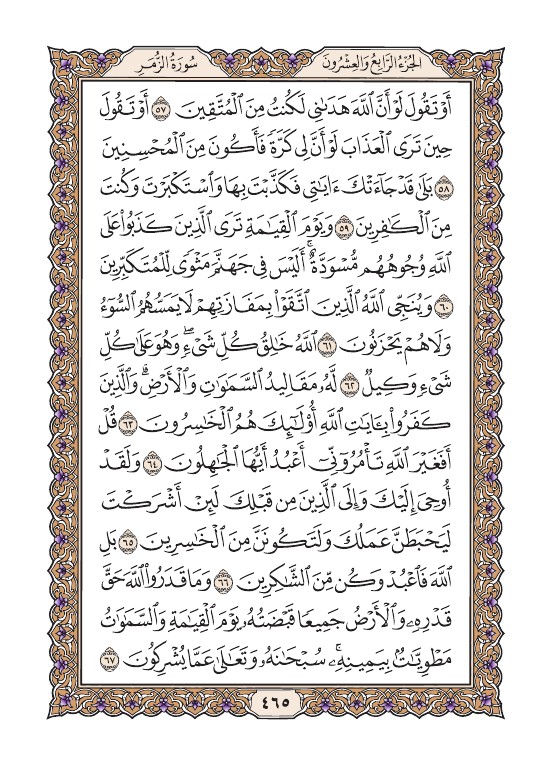 الجزء الرابع والعشرون
سورة الزمر
أَوْ تَقُولَ لَوْ أَنَّ ٱللَّهَ هَدَىٰنِى لَكُنتُ مِنَ ٱلْمُتَّقِينَ ٥٧ أَوْ تَقُولَ
حِينَ تَرَى ٱلْعَذَابَ لَوْ أَنَّ لِى كَرَّةً فَأَكُونَ مِنَ ٱلْمُحْسِنِينَ
٥٨ بَلَىٰ قَدْ جَآءَتْكَ ءَايَٰتِى فَكَذَّبْتَ بِهَا وَٱسْتَكْبَرْتَ وَكُنتَ
مِنَ ٱلْكَٰفِرِينَ ٥٩ وَيَوْمَ ٱلْقِيَٰمَةِ تَرَى ٱلَّذِينَ كَذَبُوا۟ عَلَى
ٱللَّهِ وُجُوهُهُم مُّسْوَدَّةٌ ۚ أَلَيْسَ فِى جَهَنَّمَ مَثْوًى لِّلْمُتَكَبِّرِينَ
٦٠ وَيُنَجِّى ٱللَّهُ ٱلَّذِينَ ٱتَّقَوْا۟ بِمَفَازَتِهِمْ لَا يَمَسُّهُمُ ٱلسُّوٓءُ
وَلَا هُمْ يَحْزَنُونَ ٦١ ٱللَّهُ خَٰلِقُ كُلِّ شَىْءٍ ۖ وَهُوَ عَلَىٰ كُلِّ
شَىْءٍ وَكِيلٌ ٦٢ لَّهُۥ مَقَالِيدُ ٱلسَّمَٰوَٰتِ وَٱلْأَرْضِ ۗ وَٱلَّذِينَ
كَفَرُوا۟ بِـَٔايَٰتِ ٱللَّهِ أُو۟لَٰٓئِكَ هُمُ ٱلْخَٰسِرُونَ ٦٣ قُلْ
أَفَغَيْرَ ٱللَّهِ تَأْمُرُوٓنِّىٓ أَعْبُدُ أَيُّهَا ٱلْجَٰهِلُونَ ٦٤ وَلَقَدْ
أُوحِىَ إِلَيْكَ وَإِلَى ٱلَّذِينَ مِن قَبْلِكَ لَئِنْ أَشْرَكْتَ
لَيَحْبَطَنَّ عَمَلُكَ وَلَتَكُونَنَّ مِنَ ٱلْخَٰسِرِينَ ٦٥ بَلِ
ٱللَّهَ فَٱعْبُدْ وَكُن مِّنَ ٱلشَّٰكِرِينَ ٦٦ وَمَا قَدَرُوا۟ ٱللَّهَ حَقَّ
قَدْرِهِۦ وَٱلْأَرْضُ جَمِيعًا قَبْضَتُهُۥ يَوْمَ ٱلْقِيَٰمَةِ وَٱلسَّمَٰوَٰتُ
مَطْوِيَّٰتٌۢ بِيَمِينِهِۦ ۚ سُبْحَٰنَهُۥ وَتَعَٰلَىٰ عَمَّا يُشْرِكُونَ ٦٧
٤٦٥